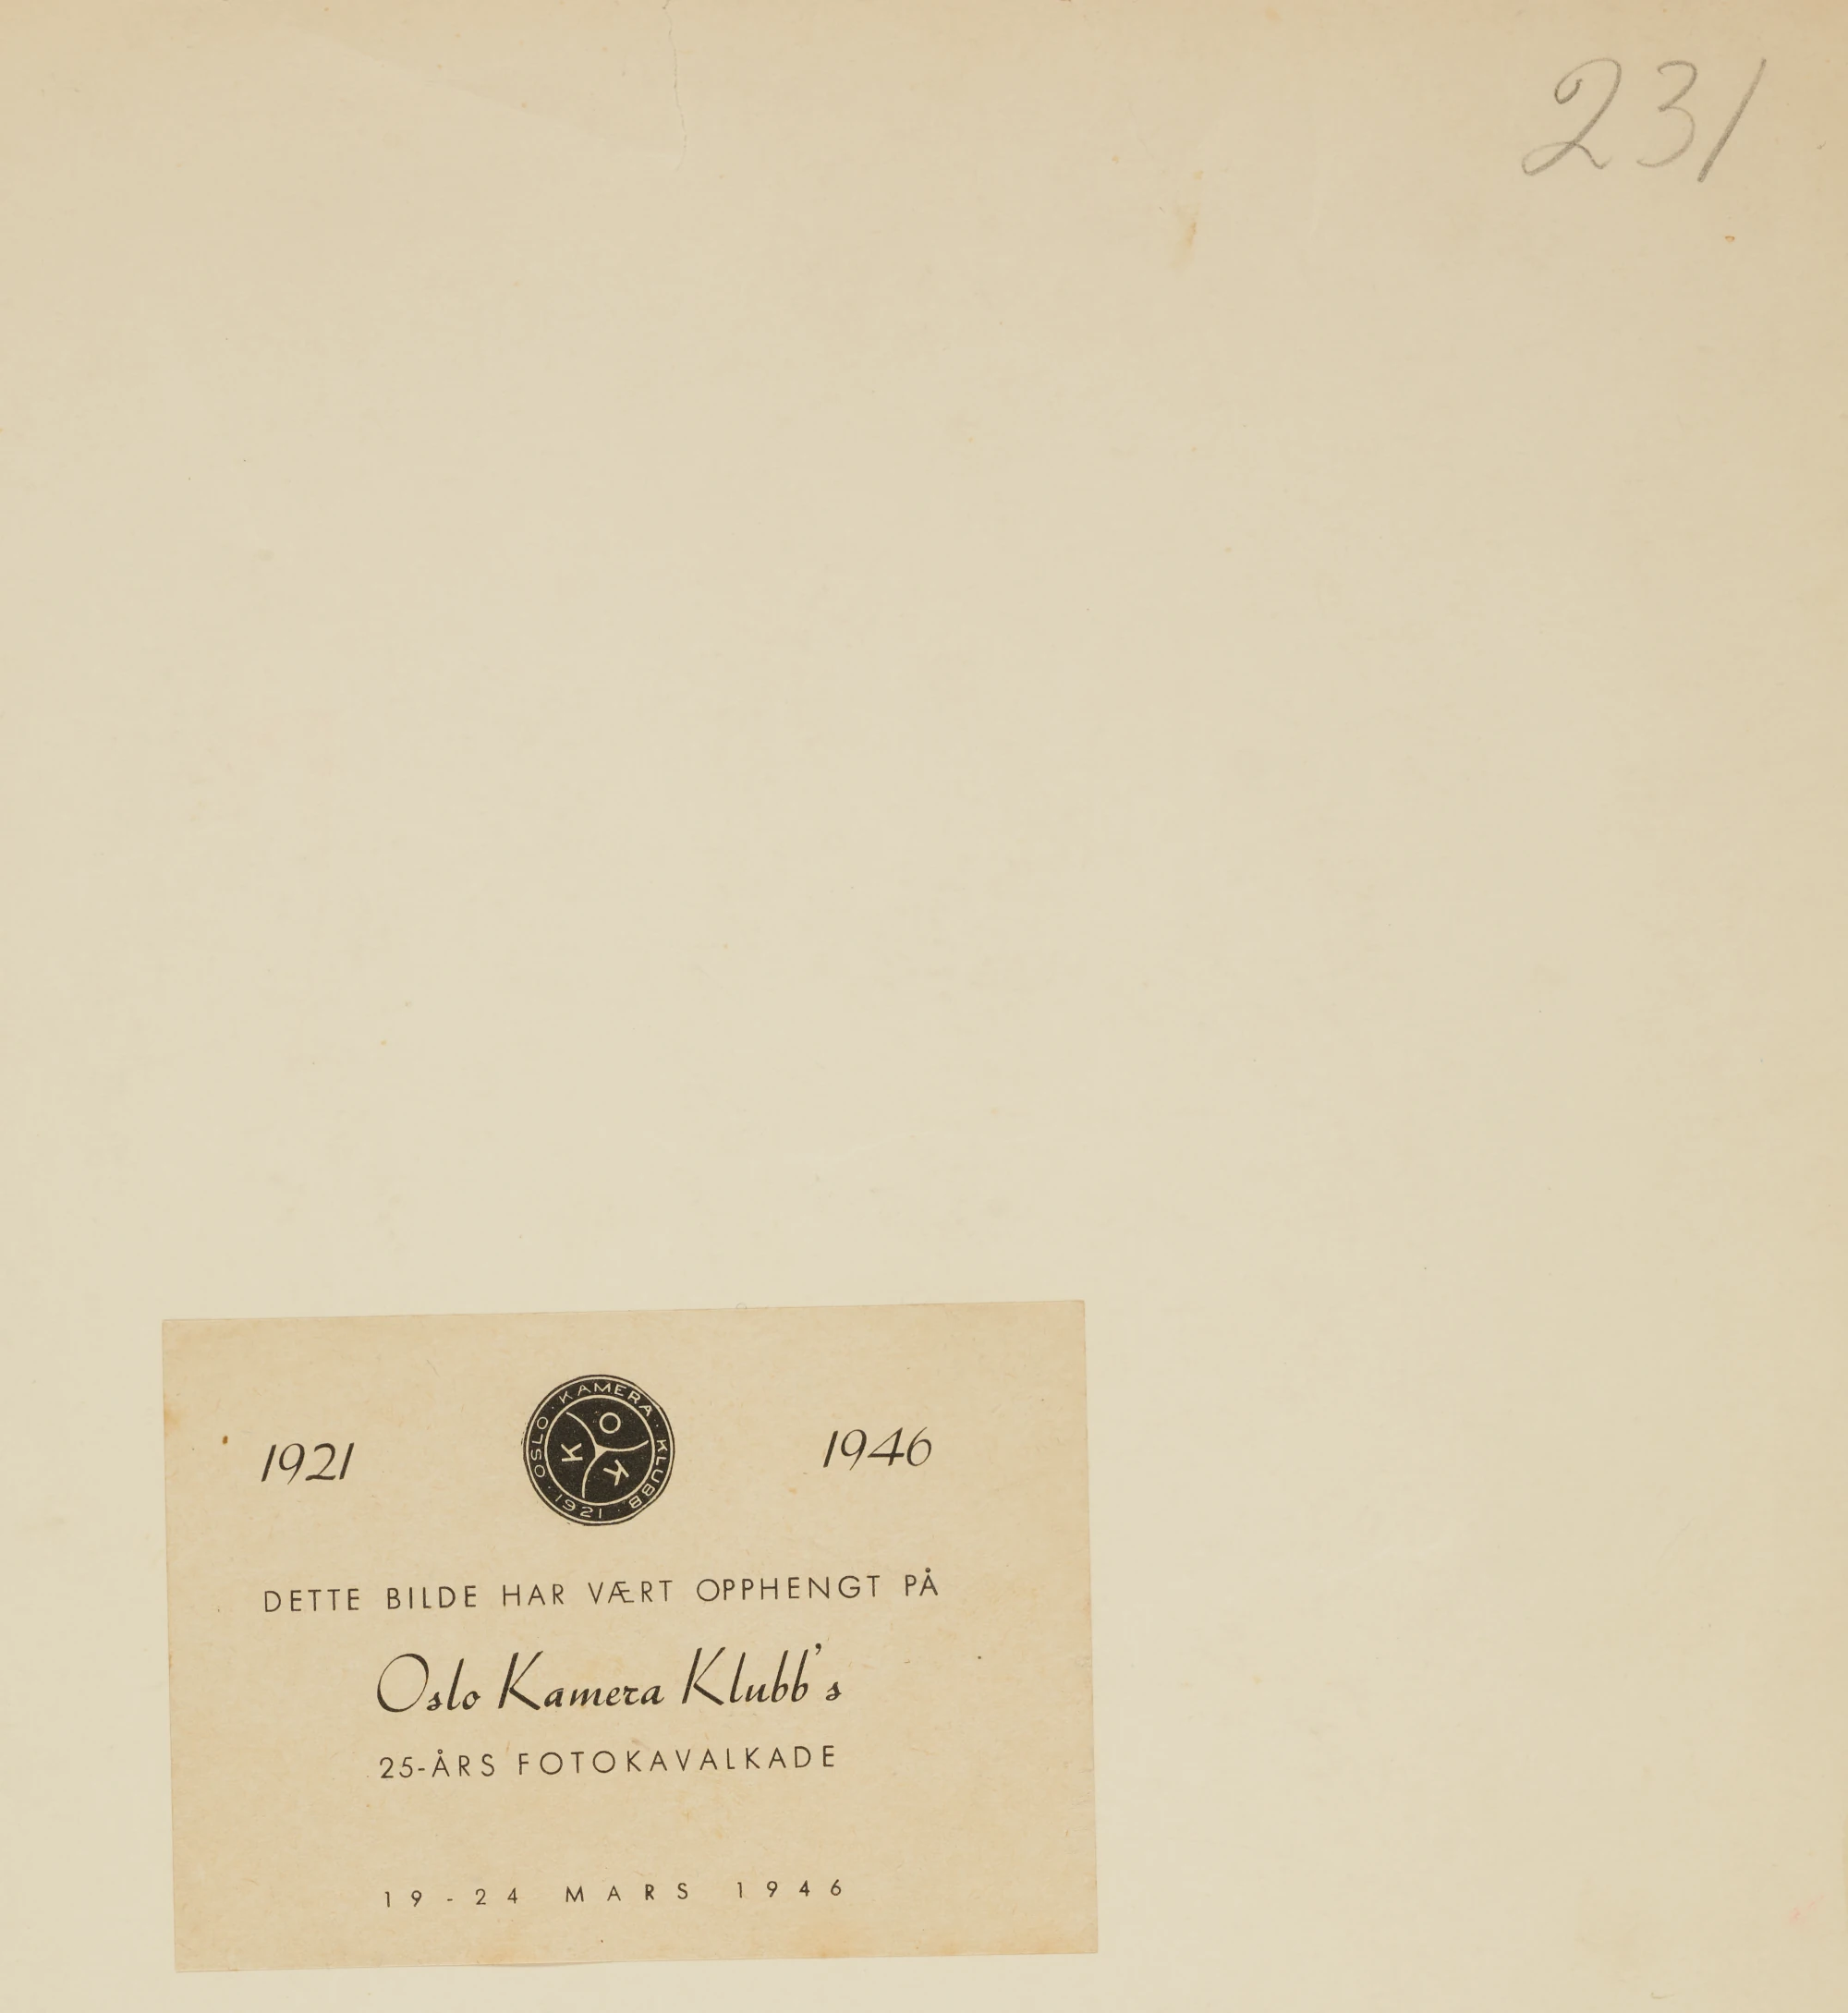 231
1921 1946
OSLO · KAMERA · KLUBB · 1921 ·
O K K
DETTE BILDE HAR VÆRT OPPHENGT PÅ
Oslo Kamera Klubb's
25-ÅRS FOTOKAVALKADE
19-24 MARS 1946